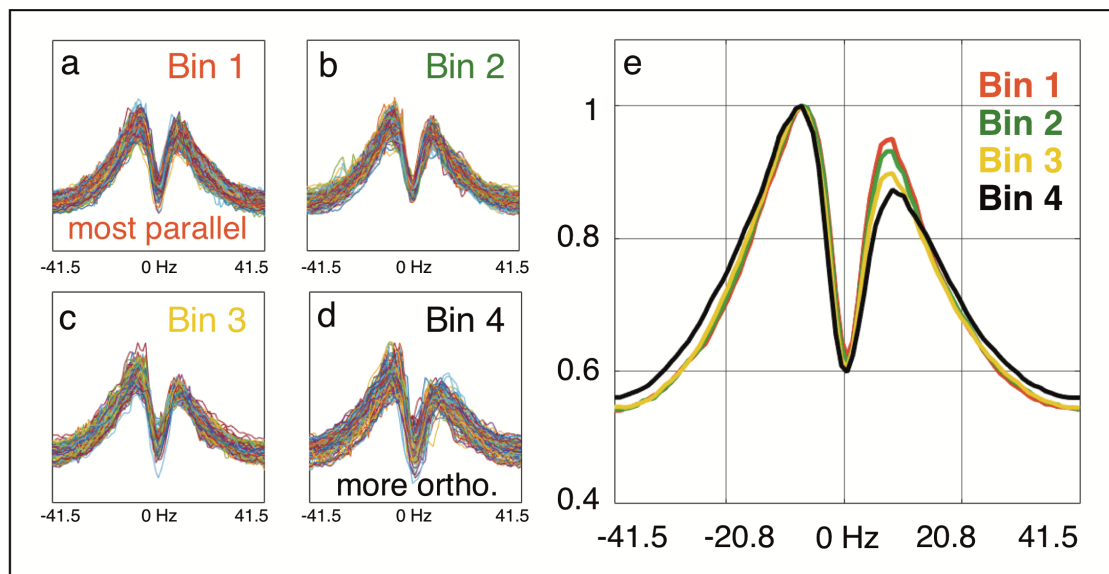 a Bin 1
most parallel
-41.5 0 Hz 41.5
b Bin 2
-41.5 0 Hz 41.5
c Bin 3
-41.5 0 Hz 41.5
d Bin 4
more ortho.
-41.5 0 Hz 41.5
e
Bin 1
Bin 2
Bin 3
Bin 4
1
0.8
0.6
0.4
-41.5 -20.8 0 Hz 20.8 41.5